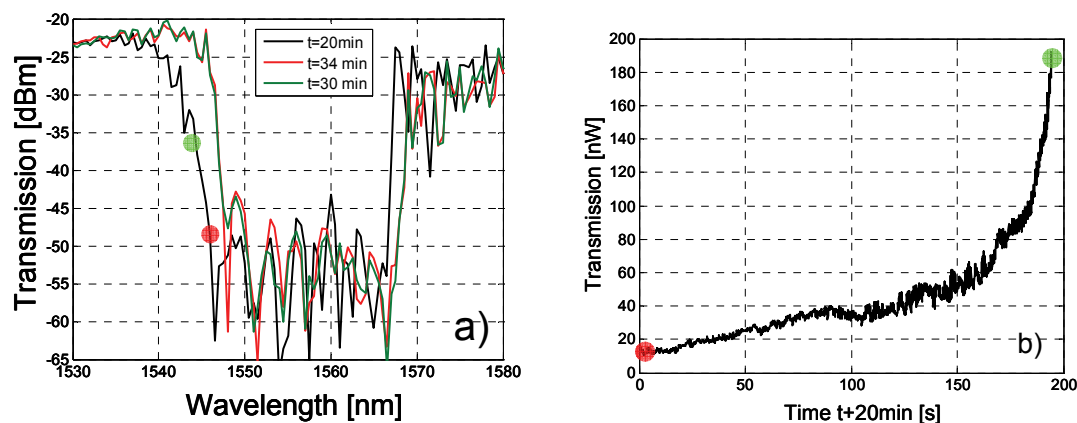 -20
-25
-30
-35
-40
-45
-50
-55
-60
-65
Transmission [dBm]
t=20min
t=34 min
t=30 min
a)
1530 1540 1550 1560 1570 1580
Wavelength [nm]
200
180
160
140
120
100
80
60
40
20
0
Transmission [nW]
b)
0 50 100 150 200
Time t+20min [s]